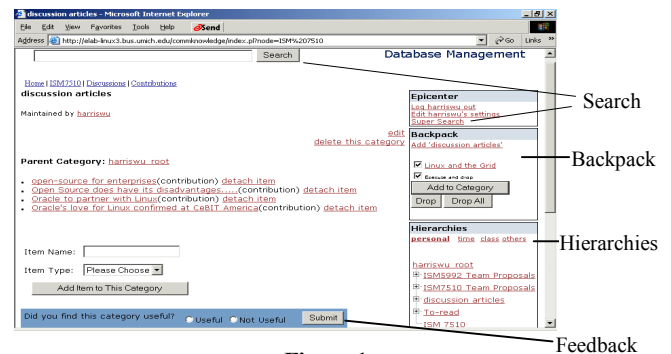 discussion articles - Microsoft Internet Explorer
File Edit View Favorites Tools Help Send
Address http://elab-linux3.bus.umich.edu/commknowledge/index.pl?node=ISM%207510 Go Links »
Search
Database Management
Home | ISM7510 | Discussions | Contributions
discussion articles
Maintained by harriswu
edit
delete this category
Parent Category: harriswu root
open-source for enterprises(contribution) detach item
Open Source does have its disadvantages.....(contribution) detach item
Oracle to partner with Linux(contribution) detach item
Oracle's love for Linux confirmed at CeBIT America(contribution) detach item
Item Name:
Item Type: Please Choose
Add Item to This Category
Did you find this category useful? Useful Not Useful Submit
Epicenter
Log harriswu out
Edit harriswu's settings
Super Search
Backpack
Add 'discussion articles'
Linux and the Grid
Execute and drop
Add to Category
Drop Drop All
Hierarchies
personal time class others
harriswu root
ISM5992 Team Proposals
ISM7510 Team Proposals
discussion articles
To-read
ISM 7510
Search
Backpack
Hierarchies
Feedback